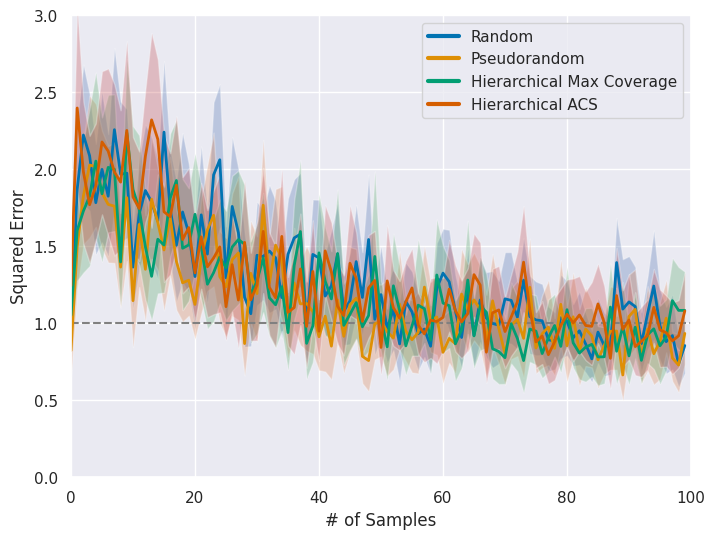 3.0
2.5
2.0
1.5
1.0
0.5
0.0
Squared Error
Random
Pseudorandom
Hierarchical Max Coverage
Hierarchical ACS
0 20 40 60 80 100
# of Samples